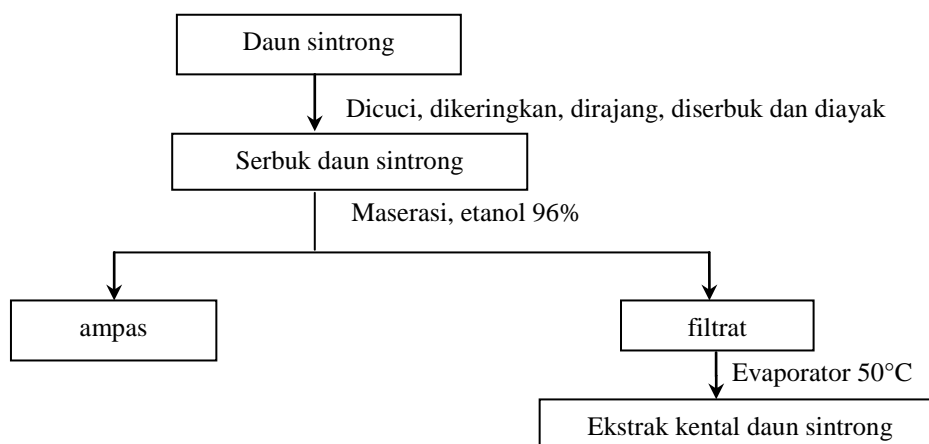 Daun sintrong
Dicuci, dikeringkan, dirajang, diserbuk dan diayak
Serbuk daun sintrong
Maserasi, etanol 96%
ampas
filtrat
Evaporator 50°C
Ekstrak kental daun sintrong